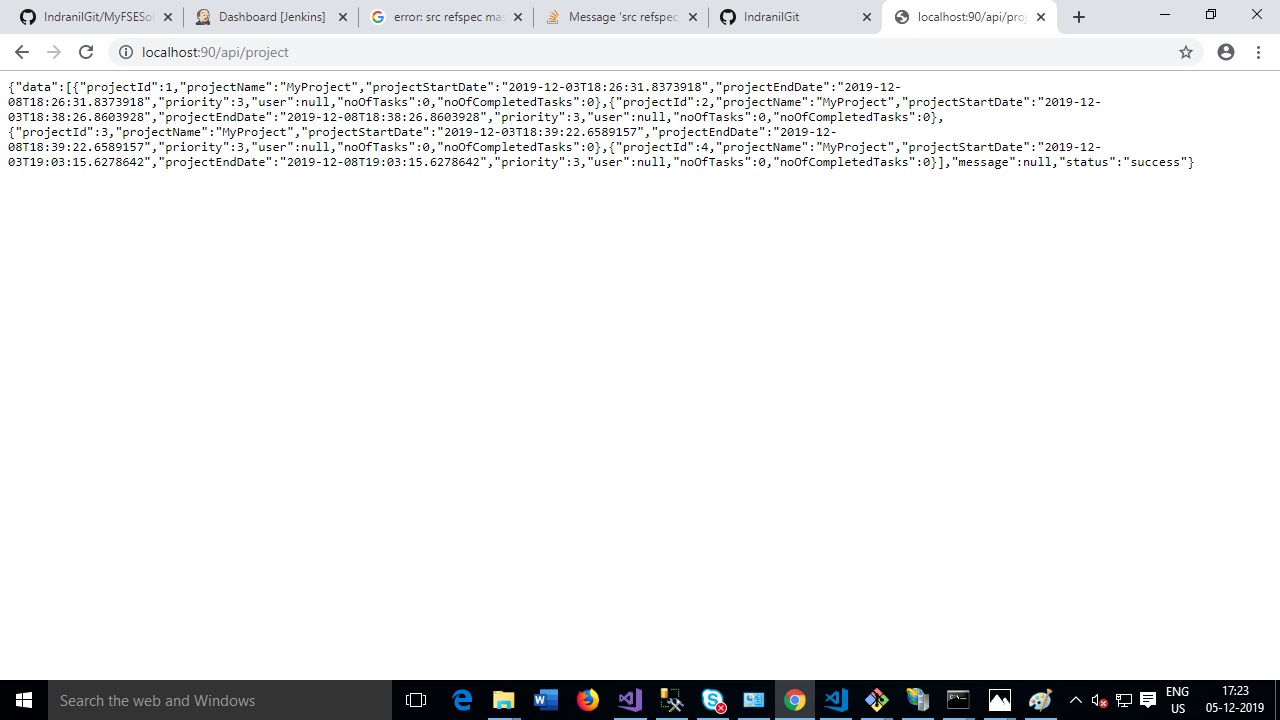 IndranilGit/MyFSESol
Dashboard [Jenkins]
error: src refspec mas
Message 'src refspec
IndranilGit
localhost:90/api/proj
localhost:90/api/project
{"data":[{"projectId":1,"projectName":"MyProject","projectStartDate":"2019-12-03T18:26:31.8373918","projectEndDate":"2019-12-
08T18:26:31.8373918","priority":3,"user":null,"noOfTasks":0,"noOfCompletedTasks":0},{"projectId":2,"projectName":"MyProject","projectStartDate":"2019-12-
03T18:38:26.8603928","projectEndDate":"2019-12-08T18:38:26.8603928","priority":3,"user":null,"noOfTasks":0,"noOfCompletedTasks":0},
{"projectId":3,"projectName":"MyProject","projectStartDate":"2019-12-03T18:39:22.6589157","projectEndDate":"2019-12-
08T18:39:22.6589157","priority":3,"user":null,"noOfTasks":0,"noOfCompletedTasks":0},{"projectId":4,"projectName":"MyProject","projectStartDate":"2019-12-
03T19:03:15.6278642","projectEndDate":"2019-12-08T19:03:15.6278642","priority":3,"user":null,"noOfTasks":0,"noOfCompletedTasks":0}],"message":null,"status":"success"}
Search the web and Windows
ENG
US
17:23
05-12-2019